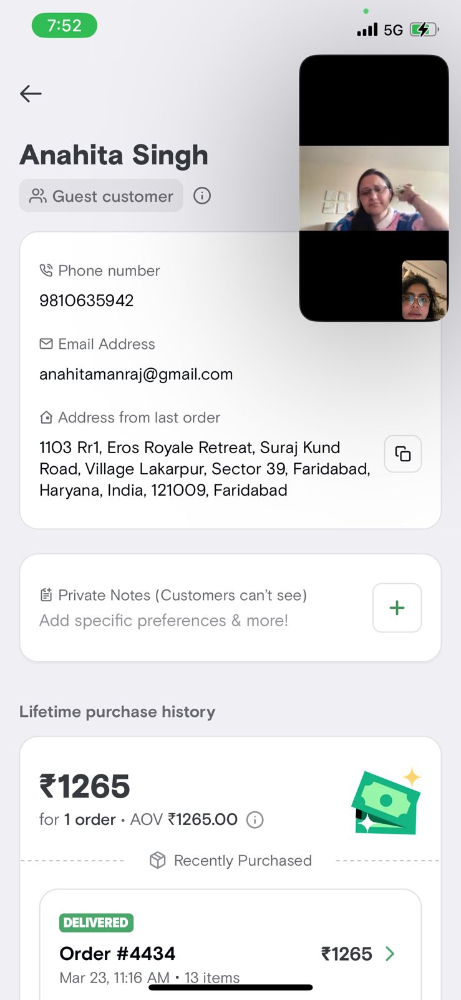 7:52
5G
Anahita Singh
Guest customer
Phone number
9810635942
Email Address
anahitamanraj@gmail.com
Address from last order
1103 Rr1, Eros Royale Retreat, Suraj Kund
Road, Village Lakarpur, Sector 39, Faridabad,
Haryana, India, 121009, Faridabad
Private Notes (Customers can't see)
Add specific preferences & more!
Lifetime purchase history
₹1265
for 1 order • AOV ₹1265.00
Recently Purchased
DELIVERED
Order #4434 ₹1265
Mar 23, 11:16 AM • 13 items